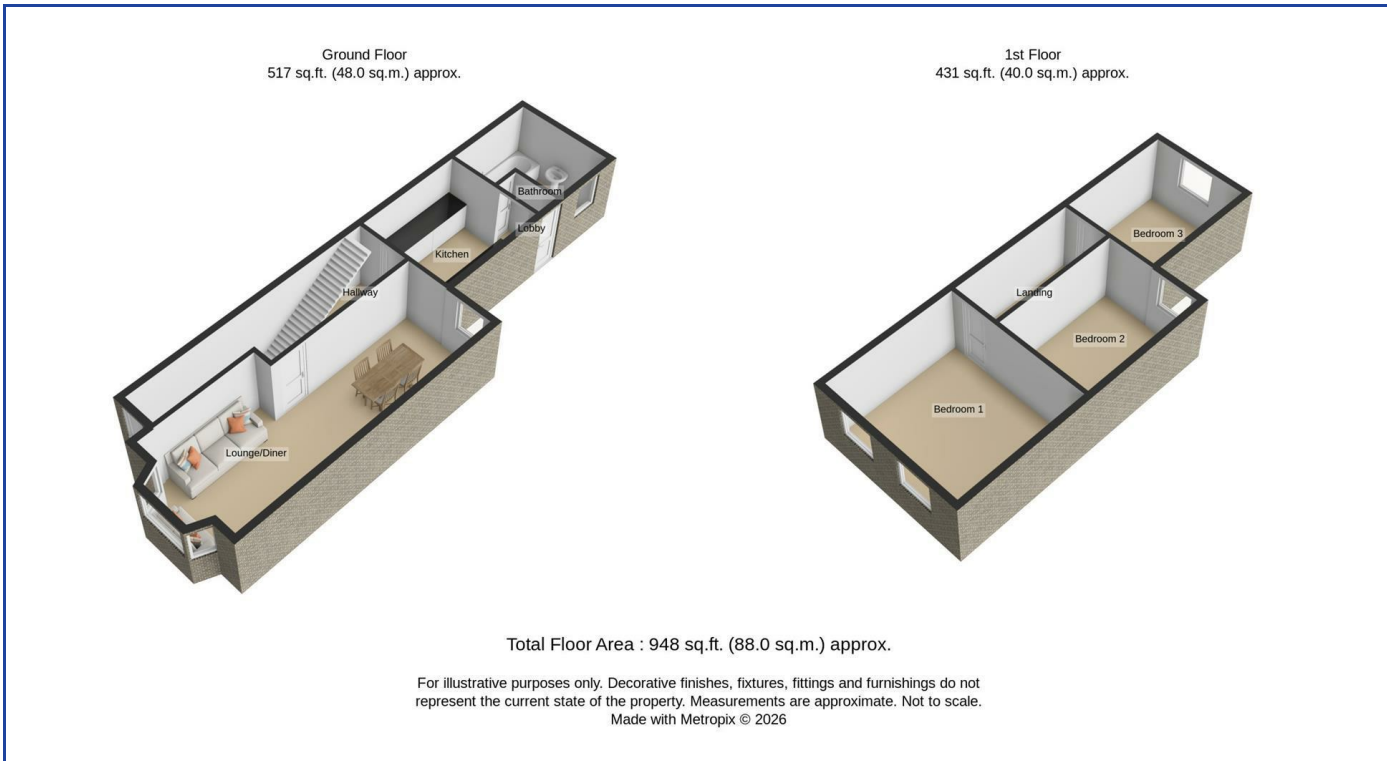 Ground Floor
517 sq.ft. (48.0 sq.m.) approx.
1st Floor
431 sq.ft. (40.0 sq.m.) approx.
Bathroom
Lobby
Kitchen
Hallway
Lounge/Diner
Bedroom 3
Landing
Bedroom 2
Bedroom 1
Total Floor Area : 948 sq.ft. (88.0 sq.m.) approx.
For illustrative purposes only. Decorative finishes, fixtures, fittings and furnishings do not
represent the current state of the property. Measurements are approximate. Not to scale.
Made with Metropix © 2026